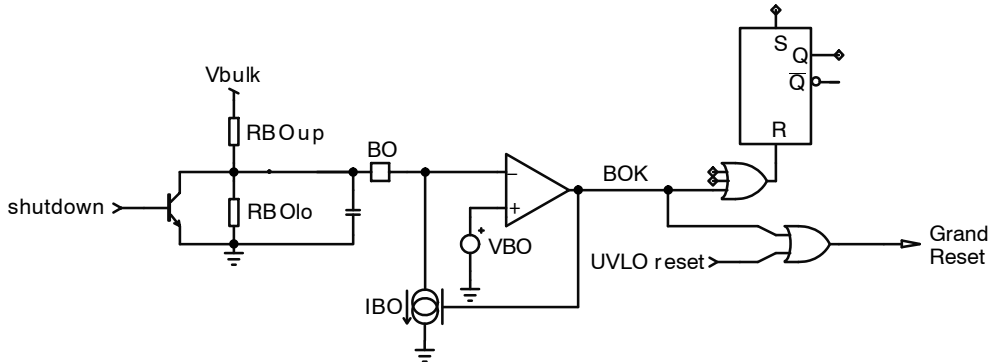 S
Q
Q
R
Vbulk
RBOup
BO
BOK
shutdown
RBOlo
VBO
UVLO reset
Grand
Reset
IBO